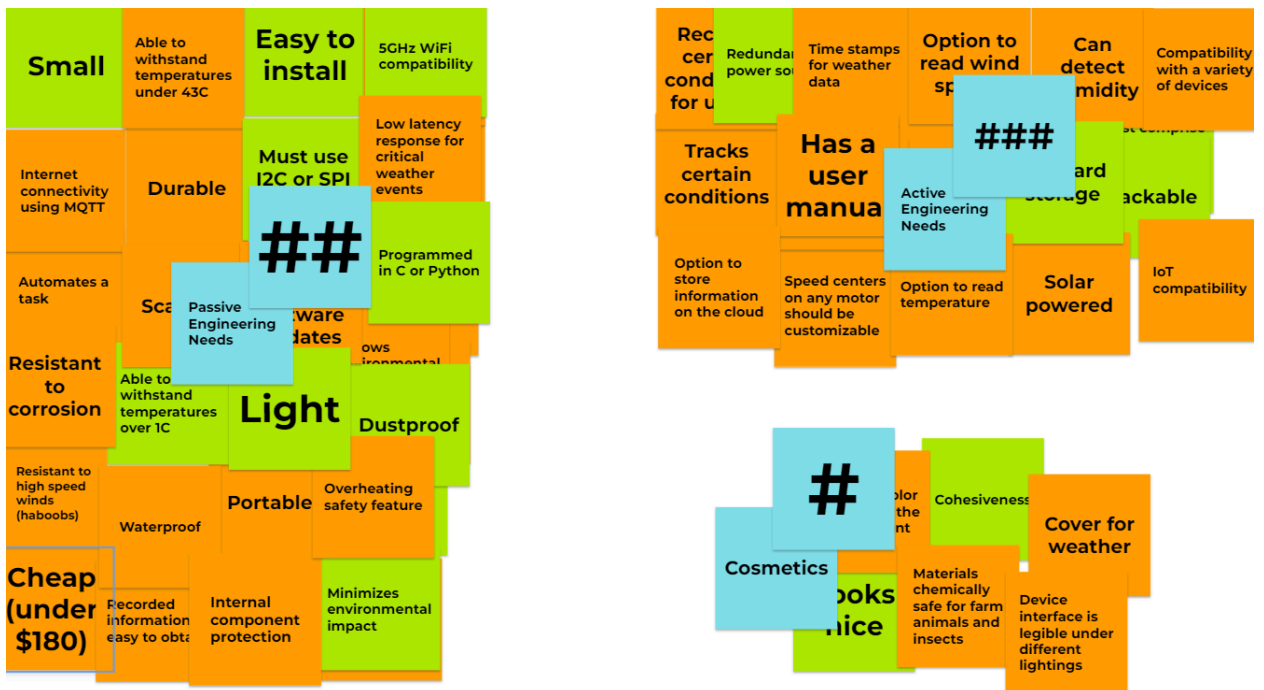 Small
Able to
withstand
temperatures
under 43C
Easy to
install
5GHz WiFi
compatibility
Internet
connectivity
using MQTT
Durable
Must use
I2C or SPI
Low latency
response for
critical
weather
events
##
Programmed
in C or Python
Automates a
task
Passive
Engineering
Needs
Resistant
to
corrosion
Able to
withstand
temperatures
over 1C
Light
Dustproof
Resistant to
high speed
winds
(haboobs)
Waterproof
Portable
Overheating
safety feature
Cheap
(under
$180)
Recorded
information
easy to
Internal
component
protection
Minimizes
environmental
impact
Time stamps
for weather
data
Option to
read wind
Can
detect
Compatibility
with a variety
of devices
Tracks
certain
conditions
Has a
user
###
Active
Engineering
Needs
Option to
store
information
on the cloud
Speed centers
on any motor
should be
customizable
Option to read
temperature
Solar
powered
IoT
compatibility
#
Cosmetics
Cohesiveness
Cover for
weather
nice
Materials
chemically
safe for farm
animals and
insects
Device
interface is
legible under
different
lightings